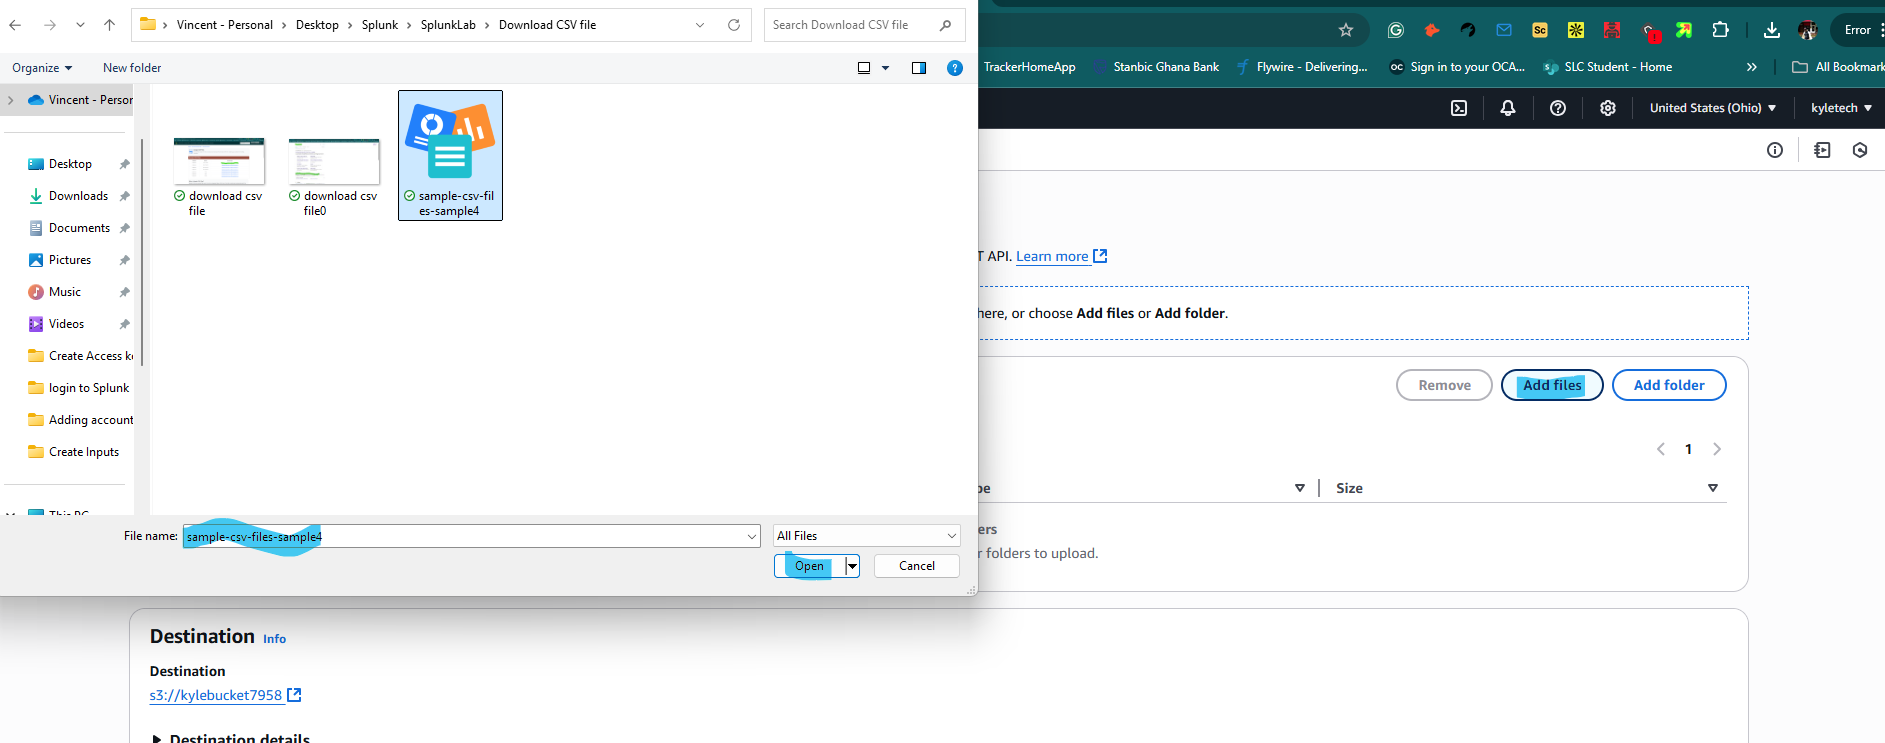 Vincent - Personal
Desktop
Splunk
SplunkLab
Download CSV file
Search Download CSV file
Organize
New folder
Vincent - Persor
Desktop
Downloads
Documents
Pictures
Music
Videos
Create Access ke
login to Splunk
Adding account
Create Inputs
This PC
download csv
file
download csv
file0
sample-csv-fil
es-sample4
File name:
sample-csv-files-sample4
All Files
Open
Cancel
Sc
Error
TrackerHomeApp
Stanbic Ghana Bank
Flywire - Delivering...
OC
Sign in to your OCA...
SLC Student - Home
All Bookmark
United States (Ohio)
kyletech
T API. Learn more
here, or choose Add files or Add folder.
Remove
Add files
Add folder
1
pe
Size
ers
r folders to upload.
Destination Info
Destination
s3://kylebucket7958
Destination details